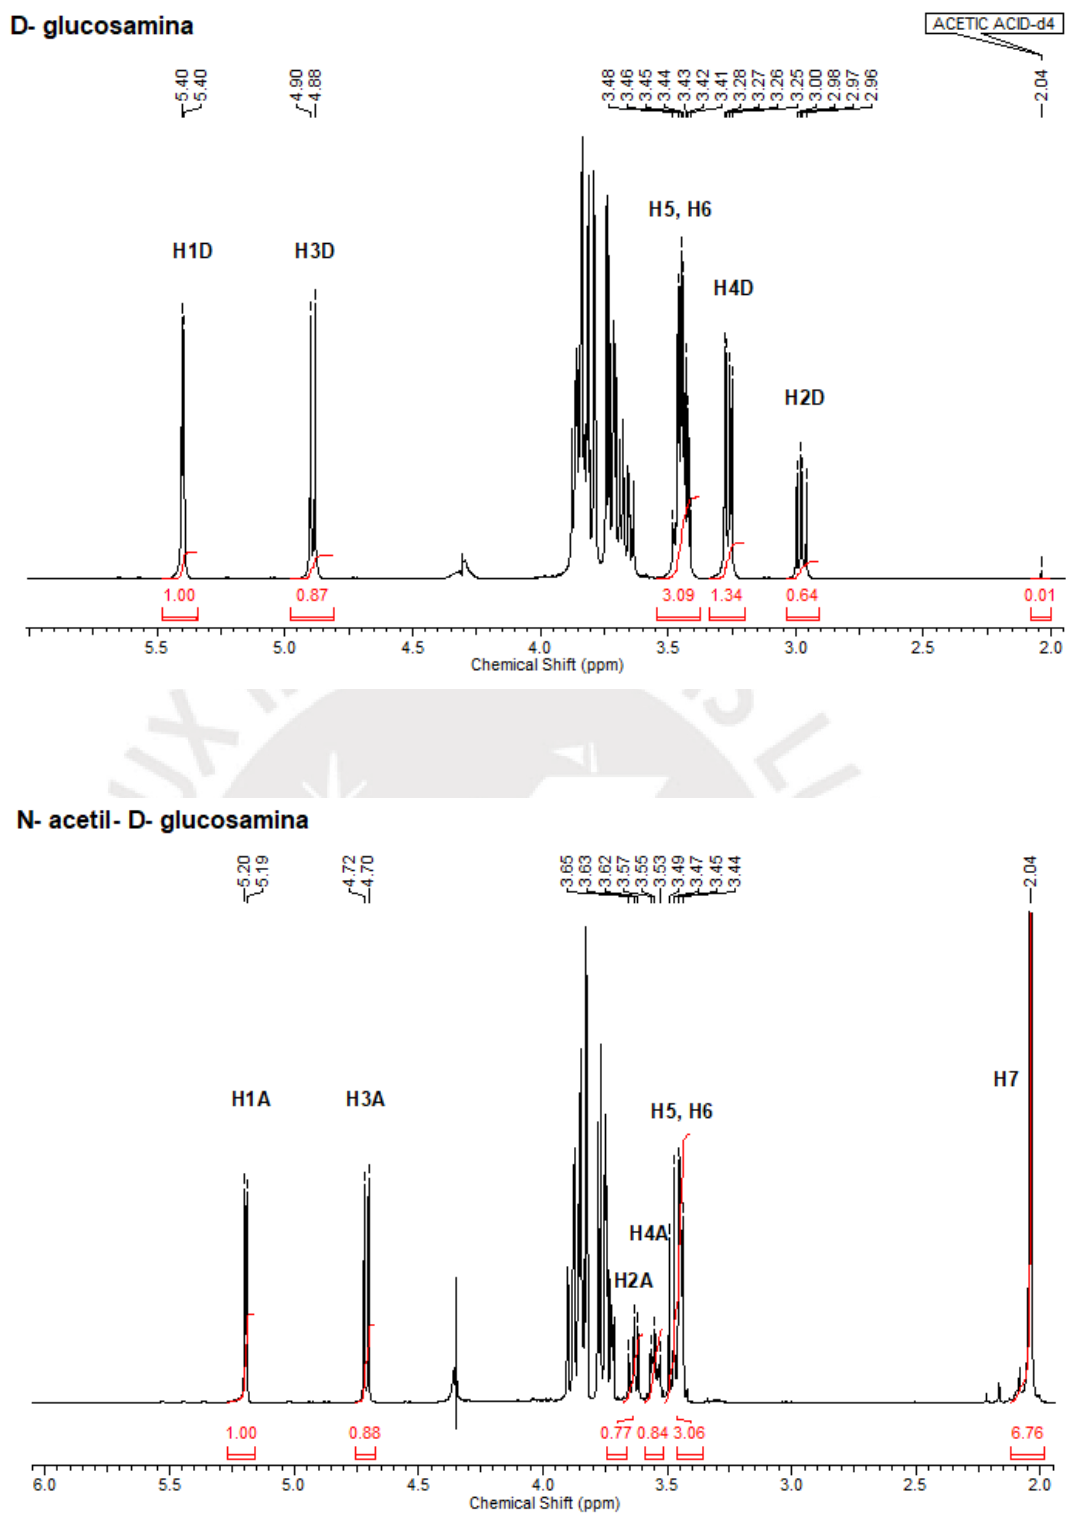 D- glucosamina
ACETIC ACID-d4
5.40 5.40 4.90 4.88 3.48 3.46 3.45 3.44 3.43 3.42 3.41 3.28 3.27 3.26 3.25 3.00 2.98 2.97 2.96 2.04
H5, H6
H1D H3D
H4D
H2D
1.00 0.87 3.09 1.34 0.64 0.01
5.5 5.0 4.5 4.0 3.5 3.0 2.5 2.0
Chemical Shift (ppm)
UX IS LU
N- acetil- D- glucosamina
5.20 5.19 4.72 4.70 3.65 3.63 3.62 3.57 3.55 3.53 3.49 3.47 3.45 3.44 2.04
H7
H1A H3A
H5, H6
H4A
H2A
1.00 0.88 0.77 0.84 3.06 6.76
6.0 5.5 5.0 4.5 4.0 3.5 3.0 2.5 2.0
Chemical Shift (ppm)